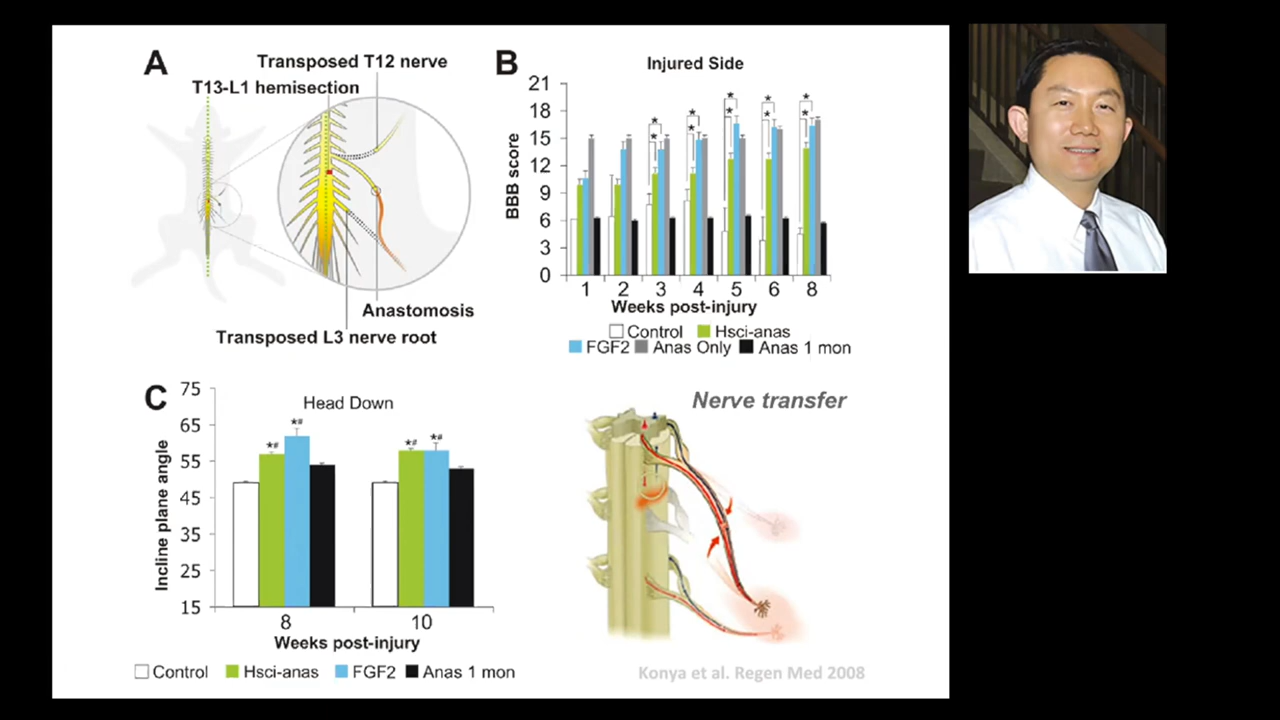 A
Transposed T12 nerve
T13-L1 hemisection
Anastomosis
Transposed L3 nerve root
B
Injured Side
BBB score
21
18
15
12
9
6
3
0
* * * * * * * * * *
1 2 3 4 5 6 8
Weeks post-injury
Control Hsci-anas
FGF2 Anas Only Anas 1 mon
C
Head Down
Incline plane angle
75
65
55
45
35
25
15
*# *# *# *#
8 10
Weeks post-injury
Control Hsci-anas FGF2 Anas 1 mon
Nerve transfer
Konya et al. Regen Med 2008